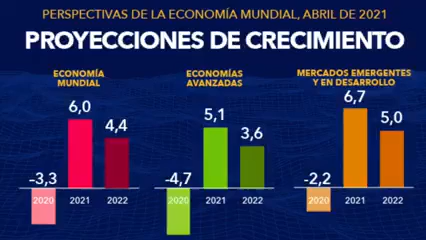 PERSPECTIVAS DE LA ECONOMÍA MUNDIAL, ABRIL DE 2021
PROYECCIONES DE CRECIMIENTO
ECONOMÍA
MUNDIAL
6,0
4,4
−3,3
2020
2021
2022
ECONOMÍAS
AVANZADAS
5,1
3,6
−4,7
2020
2021
2022
MERCADOS EMERGENTES
Y EN DESARROLLO
6,7
5,0
−2,2
2020
2021
2022